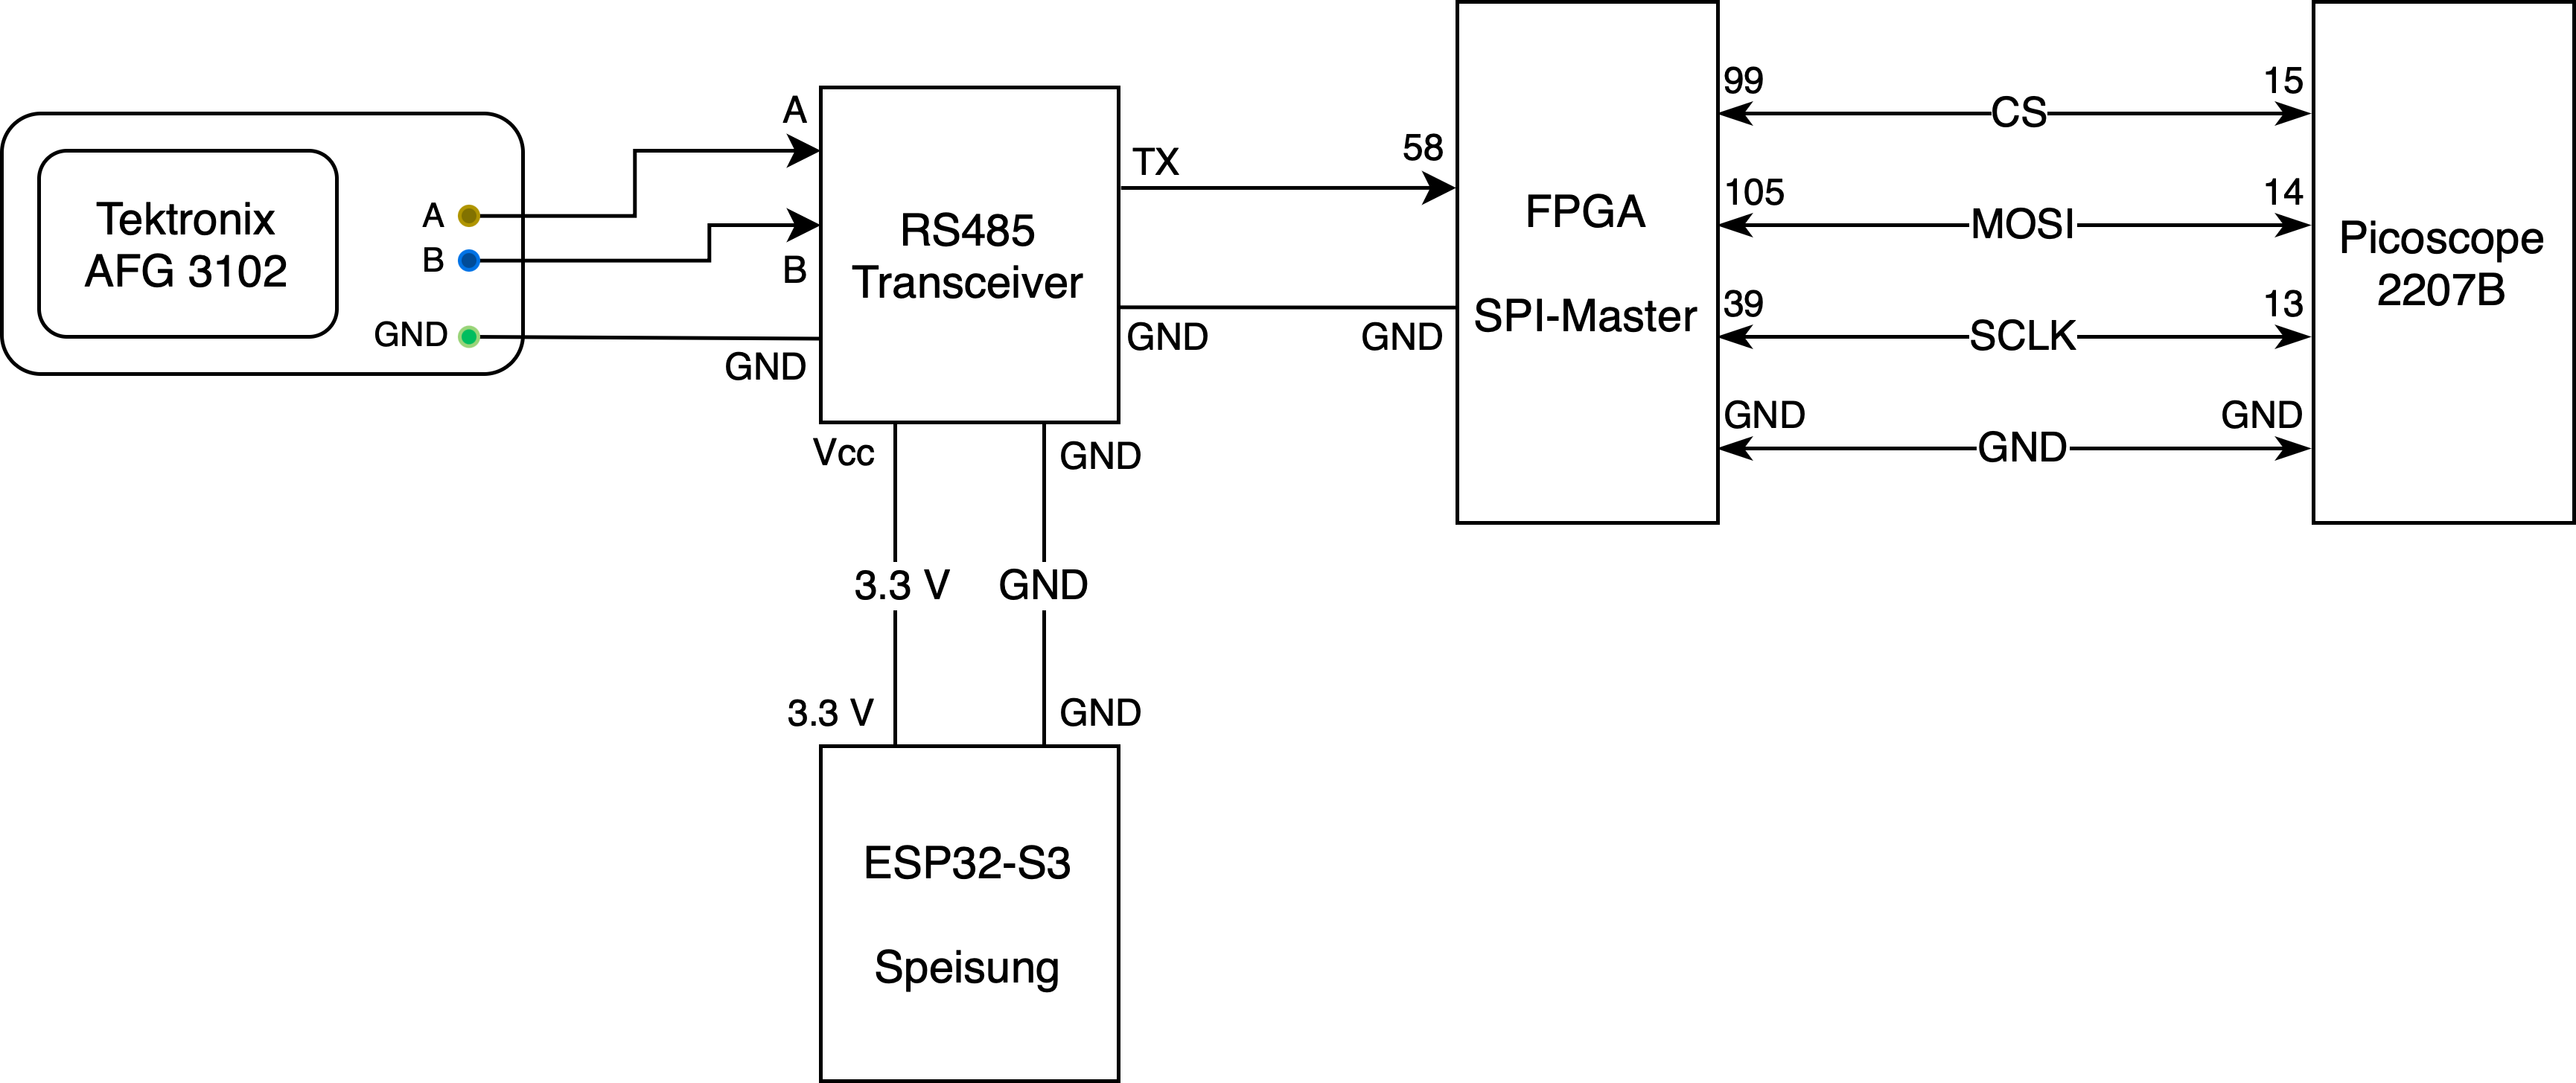 Tektronix
AFG 3102
A
B
GND
A
B
GND
RS485
Transceiver
TX
58
GND
GND
Vcc
GND
3.3 V
GND
3.3 V
GND
ESP32-S3
Speisung
FPGA
SPI-Master
99
CS
15
105
MOSI
14
39
SCLK
13
GND
GND
GND
Picoscope
2207B